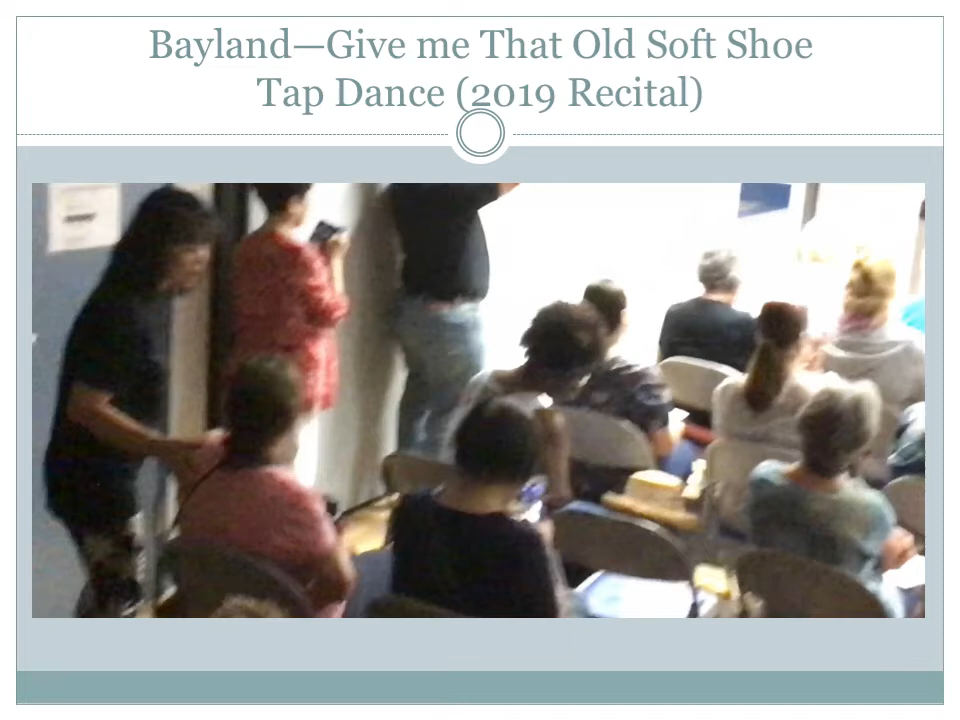 Bayland—Give me That Old Soft Shoe
Tap Dance (2019 Recital)